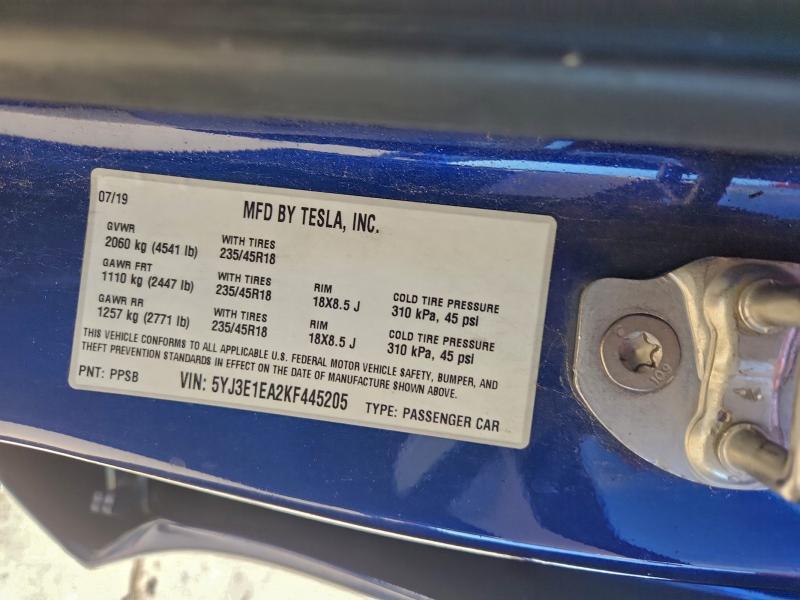 07/19
MFD BY TESLA, INC.
GVWR
2060 kg (4541 lb)
WITH TIRES
235/45R18
GAWR FRT
1110 kg (2447 lb)
WITH TIRES
235/45R18
RIM
18X8.5 J
COLD TIRE PRESSURE
310 kPa, 45 psi
GAWR RR
1257 kg (2771 lb)
WITH TIRES
235/45R18
RIM
18X8.5 J
COLD TIRE PRESSURE
310 kPa, 45 psi
THIS VEHICLE CONFORMS TO ALL APPLICABLE U.S. FEDERAL MOTOR VEHICLE SAFETY, BUMPER, AND
THEFT PREVENTION STANDARDS IN EFFECT ON THE DATE OF MANUFACTURE SHOWN ABOVE.
PNT: PPSB
VIN: 5YJ3E1EA2KF445205
TYPE: PASSENGER CAR